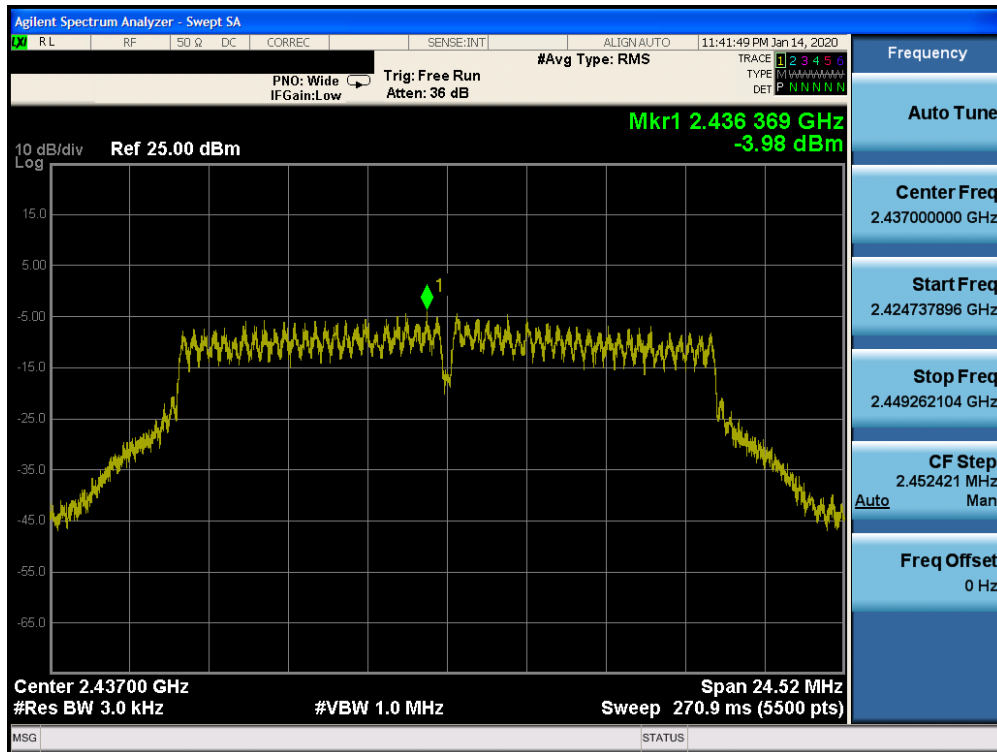 Agilent Spectrum Analyzer - Swept SA
LXI RL RF 50 Ω DC CORREC SENSE:INT ALIGN AUTO 11:41:49 PM Jan 14, 2020
Frequency
PNO: Wide
IFGain:Low
Trig: Free Run
Atten: 36 dB
#Avg Type: RMS
TRACE 1 2 3 4 5 6
TYPE M
DET P N N N N N
Auto Tune
Mkr1 2.436 369 GHz
-3.98 dBm
10 dB/div Ref 25.00 dBm
Log
15.0
5.00
-5.00
-15.0
-25.0
-35.0
-45.0
-55.0
-65.0
1
Center Freq
2.437000000 GHz
Start Freq
2.424737896 GHz
Stop Freq
2.449262104 GHz
CF Step
2.452421 MHz
Auto Man
Freq Offset
0 Hz
Center 2.43700 GHz Span 24.52 MHz
#Res BW 3.0 kHz #VBW 1.0 MHz Sweep 270.9 ms (5500 pts)
MSG STATUS